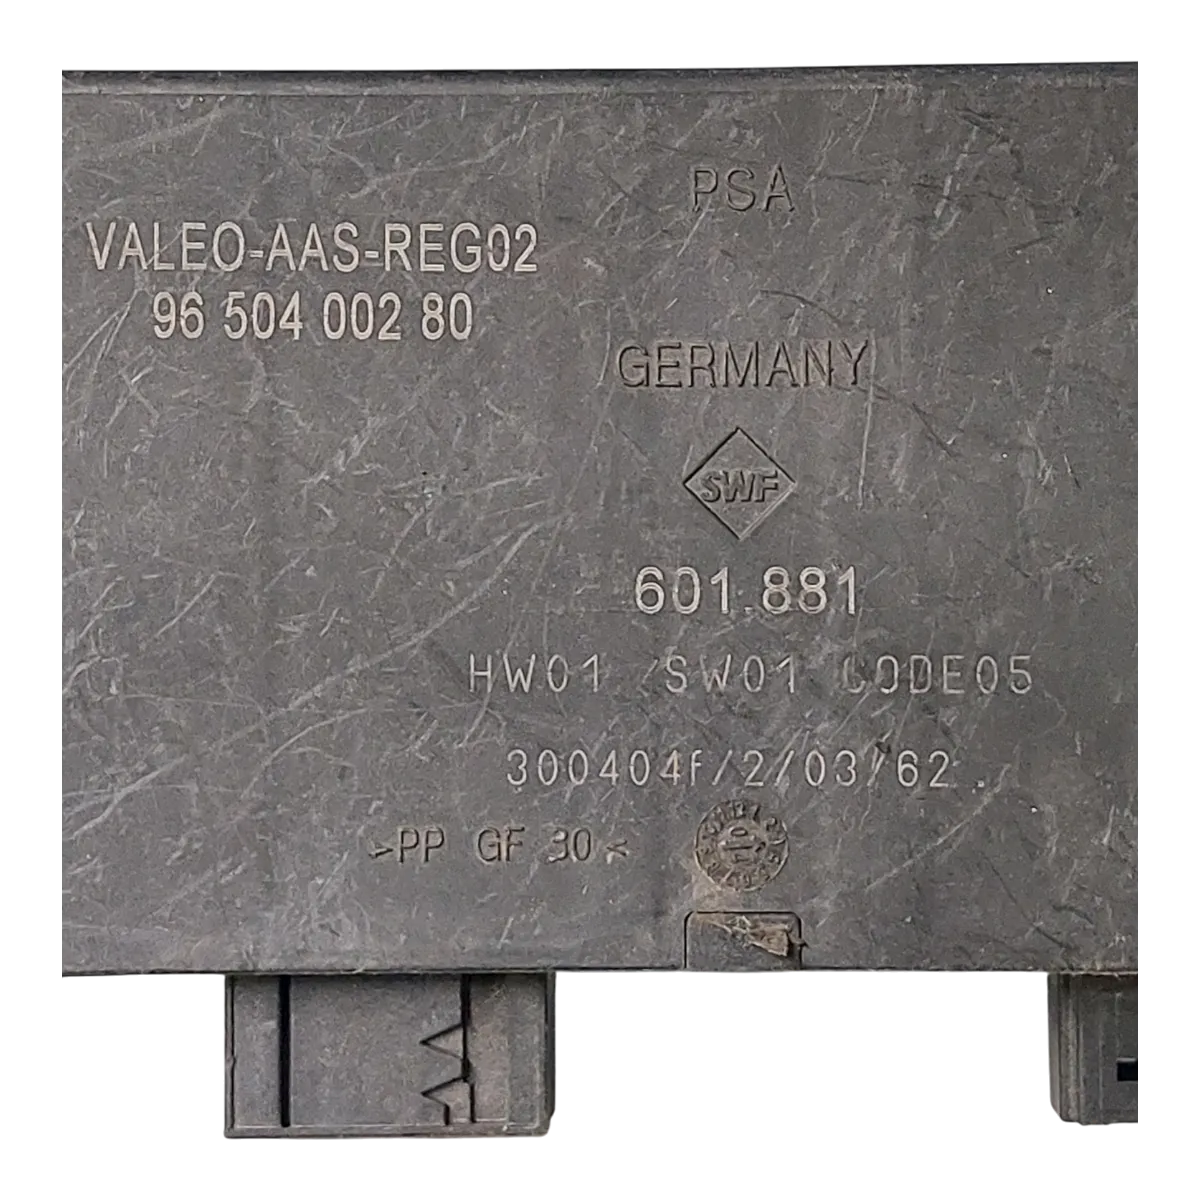 PSA
VALEO-AAS-REG02
96 504 002 80
GERMANY
SWF
601.881
HW01 /SW01 CODE05
300404f/2/03/62
>PP GF 30<